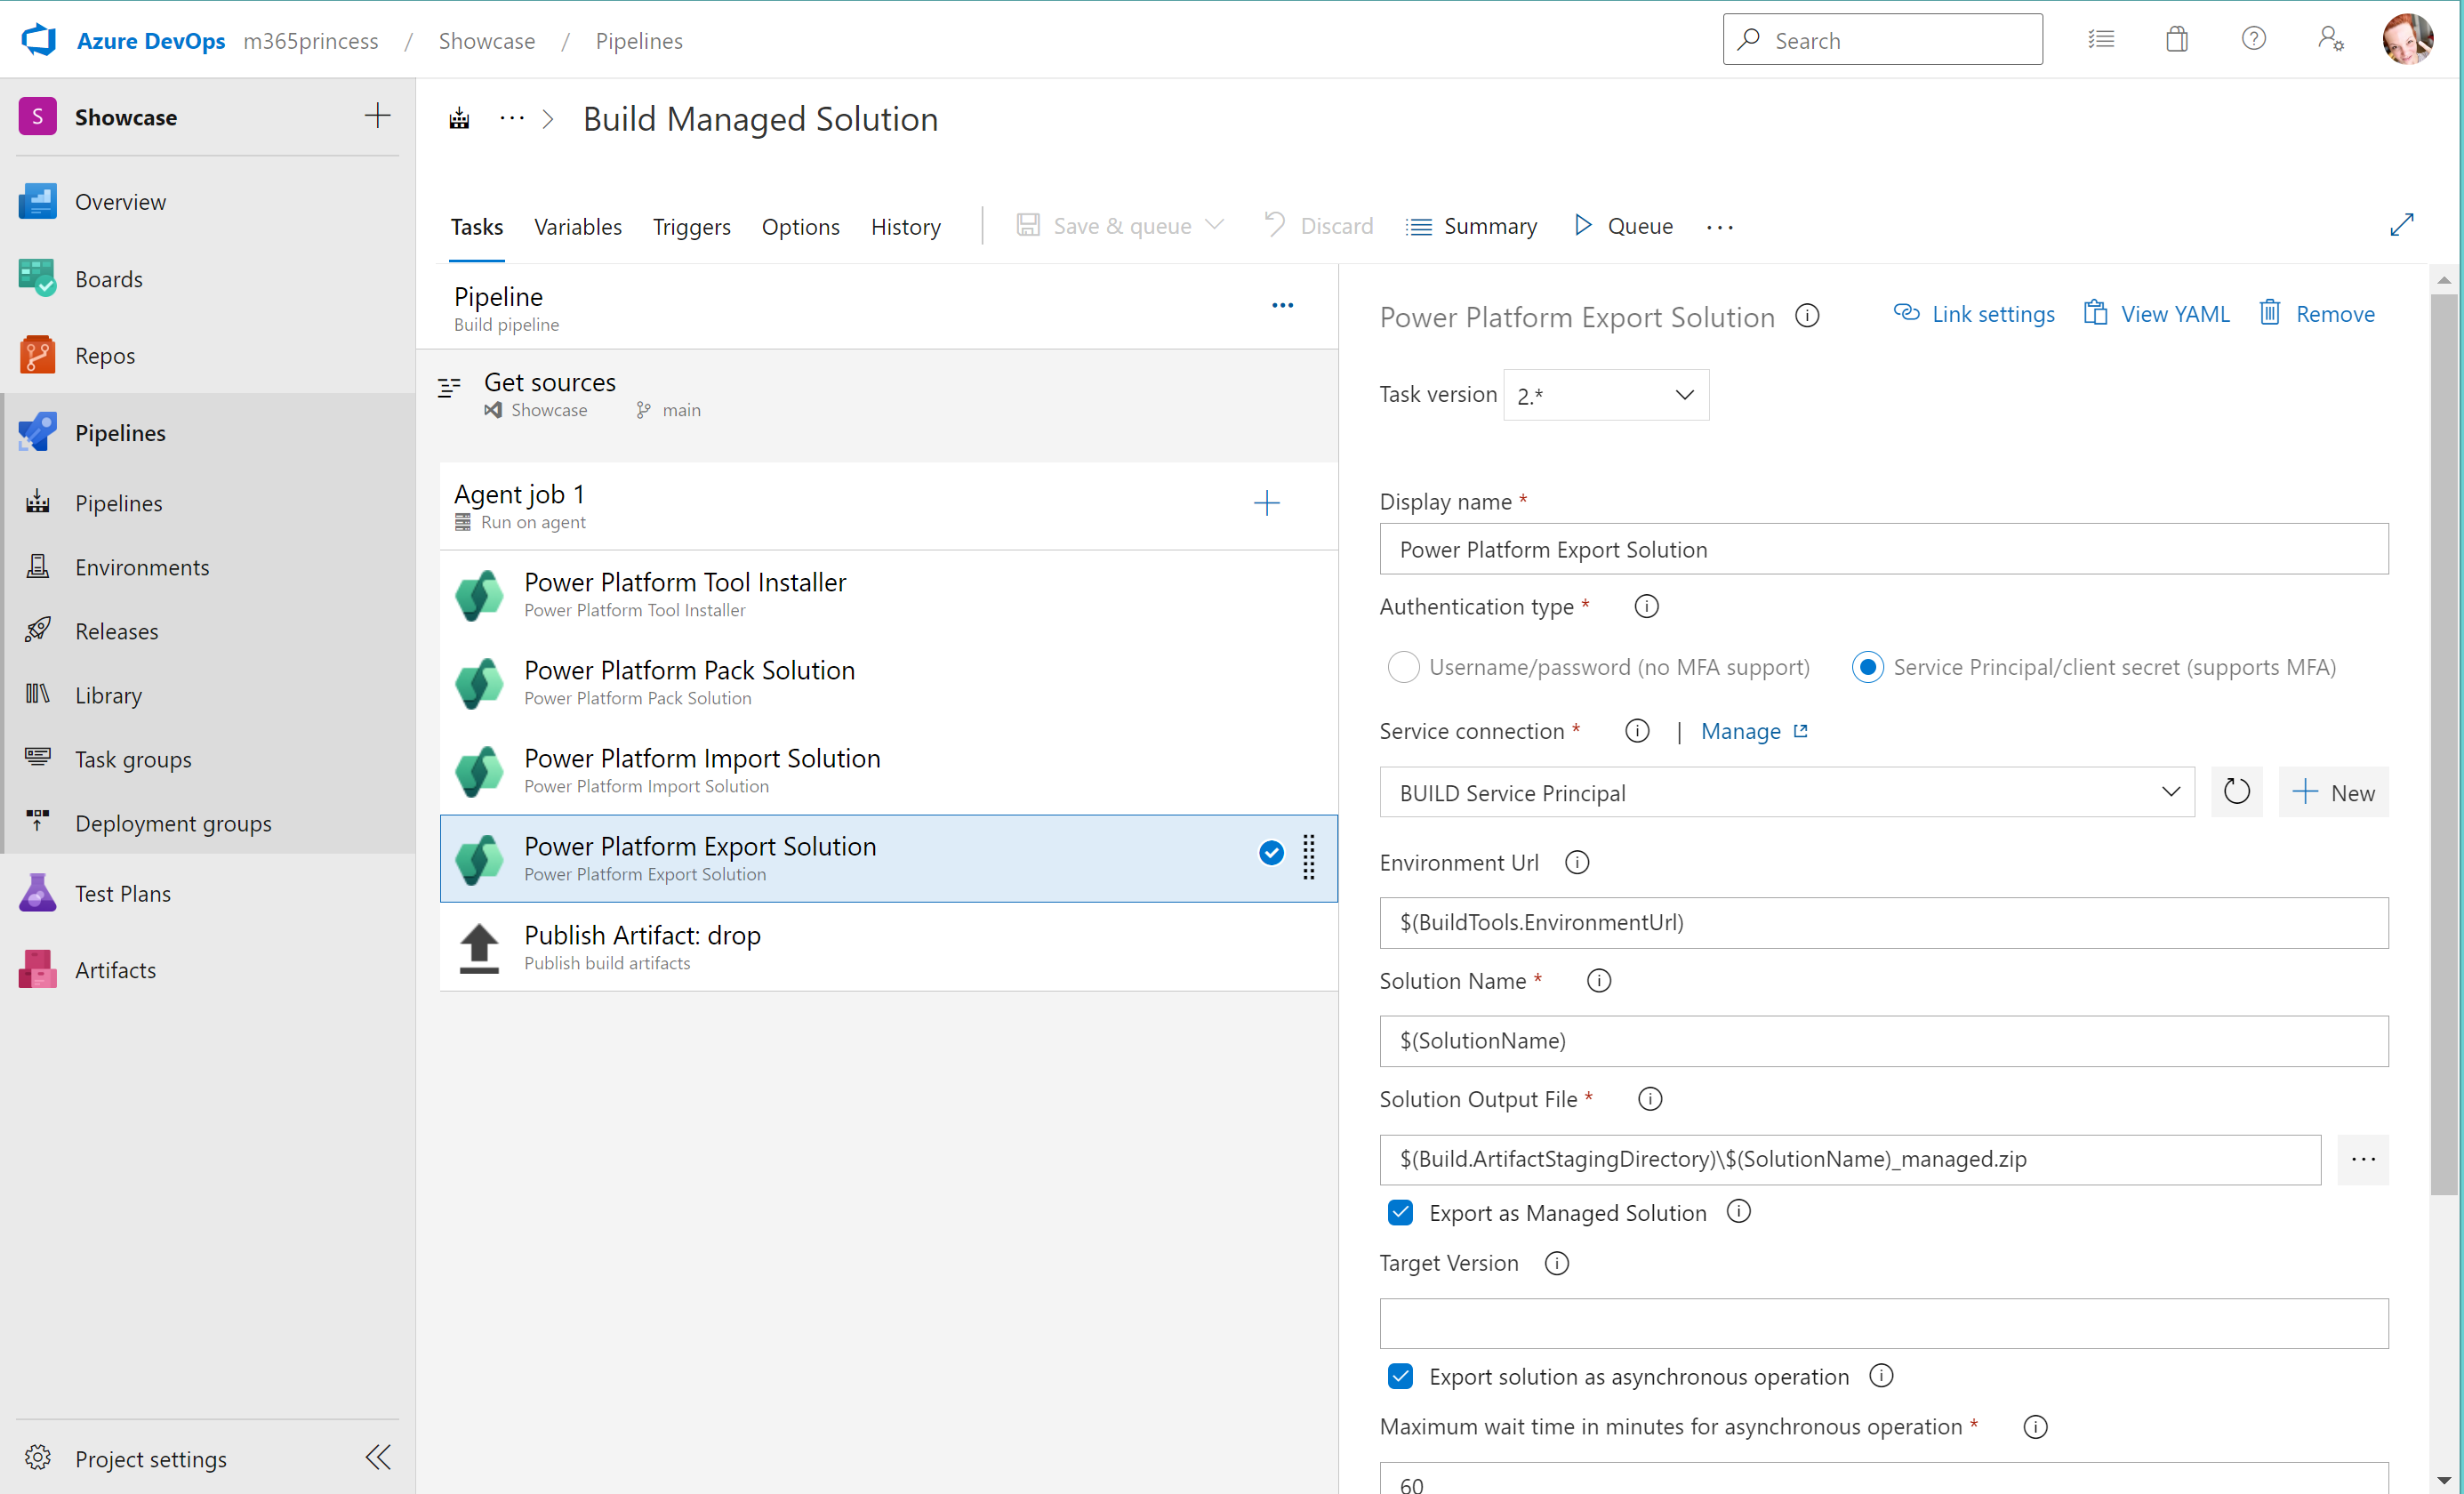 Azure DevOps m365princess / Showcase / Pipelines
Search
S Showcase
Overview
Boards
Repos
Pipelines
Pipelines
Environments
Releases
Library
Task groups
Deployment groups
Test Plans
Artifacts
Project settings
··· > Build Managed Solution
Tasks Variables Triggers Options History Save & queue Discard Summary Queue ···
Pipeline
Build pipeline
Get sources
Showcase main
Agent job 1
Run on agent
Power Platform Tool Installer
Power Platform Tool Installer
Power Platform Pack Solution
Power Platform Pack Solution
Power Platform Import Solution
Power Platform Import Solution
Power Platform Export Solution
Power Platform Export Solution
Publish Artifact: drop
Publish build artifacts
Power Platform Export Solution Link settings View YAML Remove
Task version 2.*
Display name *
Power Platform Export Solution
Authentication type *
Username/password (no MFA support) Service Principal/client secret (supports MFA)
Service connection * | Manage
BUILD Service Principal New
Environment Url
$(BuildTools.EnvironmentUrl)
Solution Name *
$(SolutionName)
Solution Output File *
$(Build.ArtifactStagingDirectory)\$(SolutionName)_managed.zip ···
Export as Managed Solution
Target Version
Export solution as asynchronous operation
Maximum wait time in minutes for asynchronous operation *
60